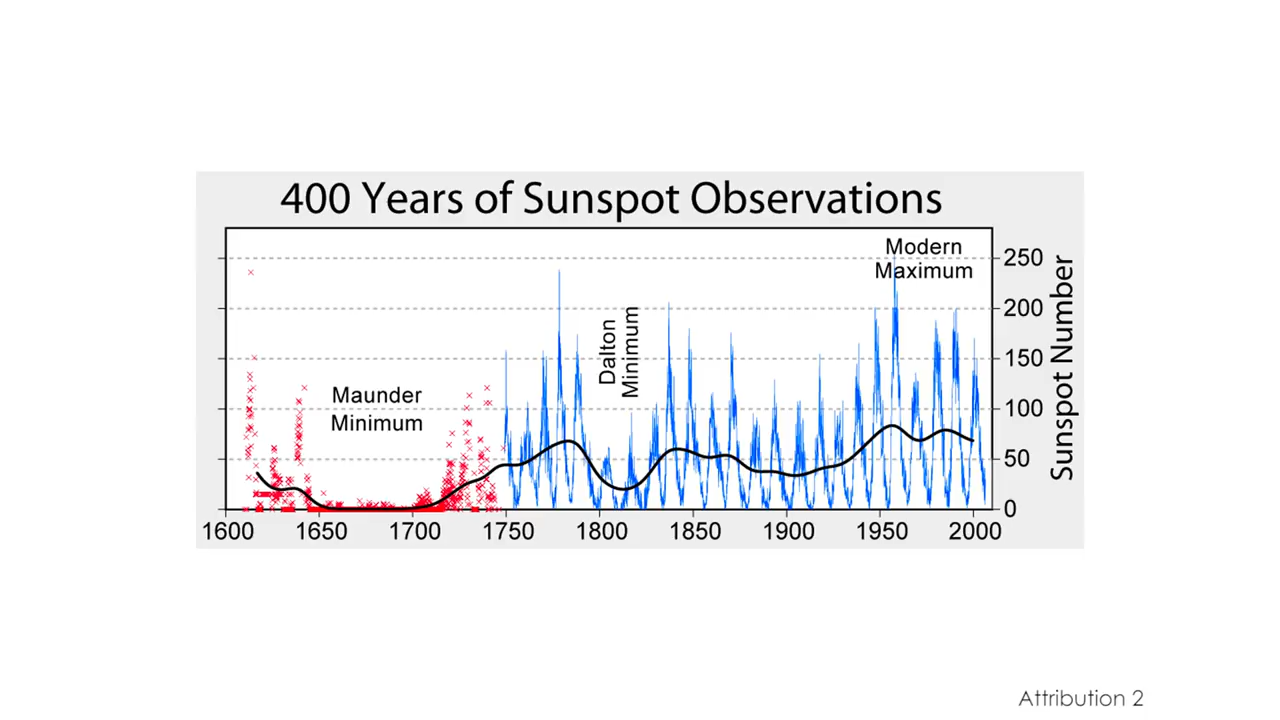 400 Years of Sunspot Observations
Modern
Maximum
Dalton
Minimum
Maunder
Minimum
250
200
150
100
50
0
Sunspot Number
1600 1650 1700 1750 1800 1850 1900 1950 2000
Attribution 2